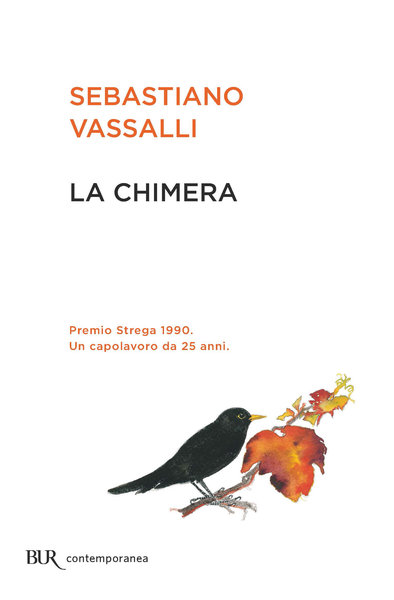 SEBASTIANO
VASSALLI
LA CHIMERA
Premio Strega 1990.
Un capolavoro da 25 anni.
BUR contemporanea